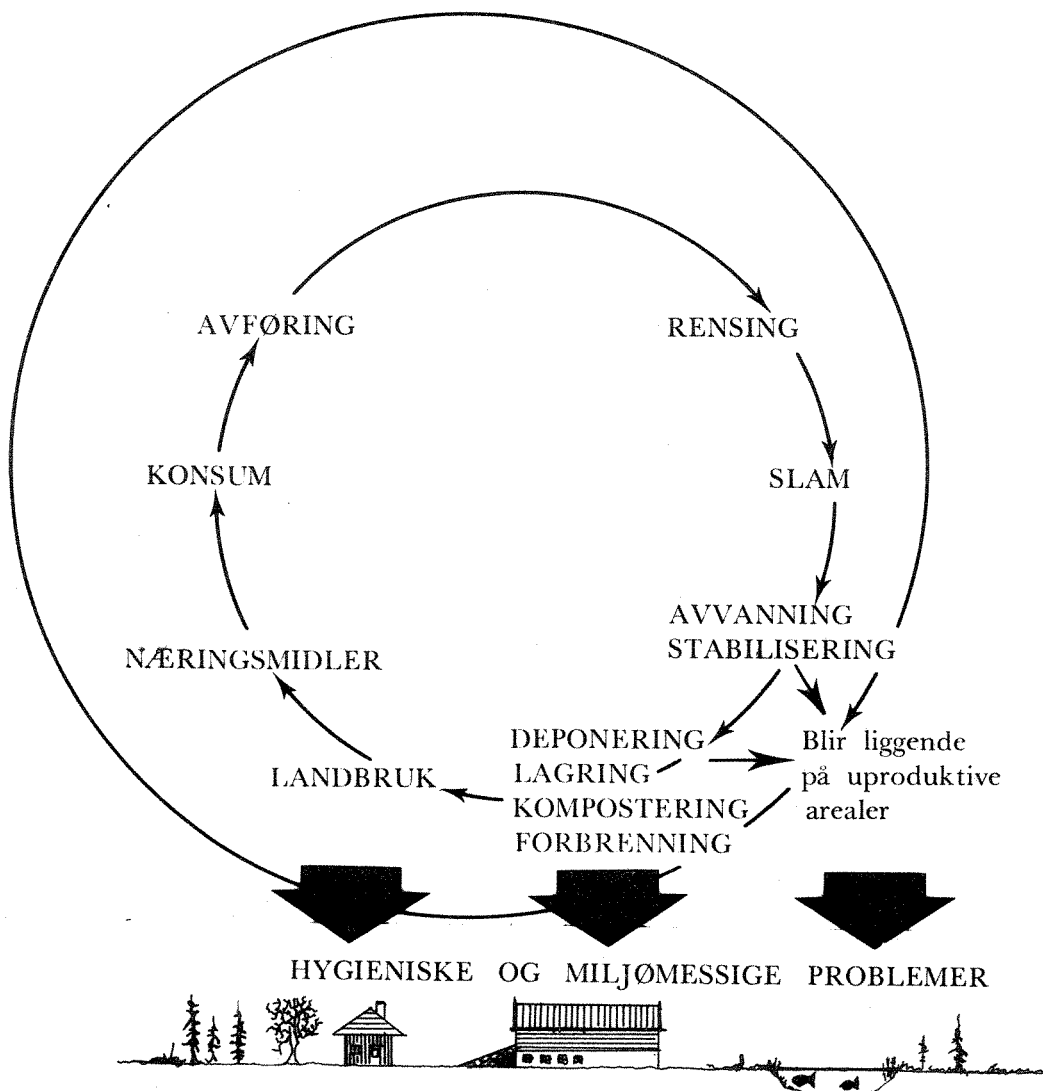 AVFØRING
RENSING
KONSUM
SLAM
AVVANNING
STABILISERING
NÆRINGSMIDLER
DEPONERING
LAGRING
KOMPOSTERING
FORBRENNING
Blir liggende
på uproduktive
arealer
LANDBRUK
HYGIENISKE OG MILJØMESSIGE PROBLEMER